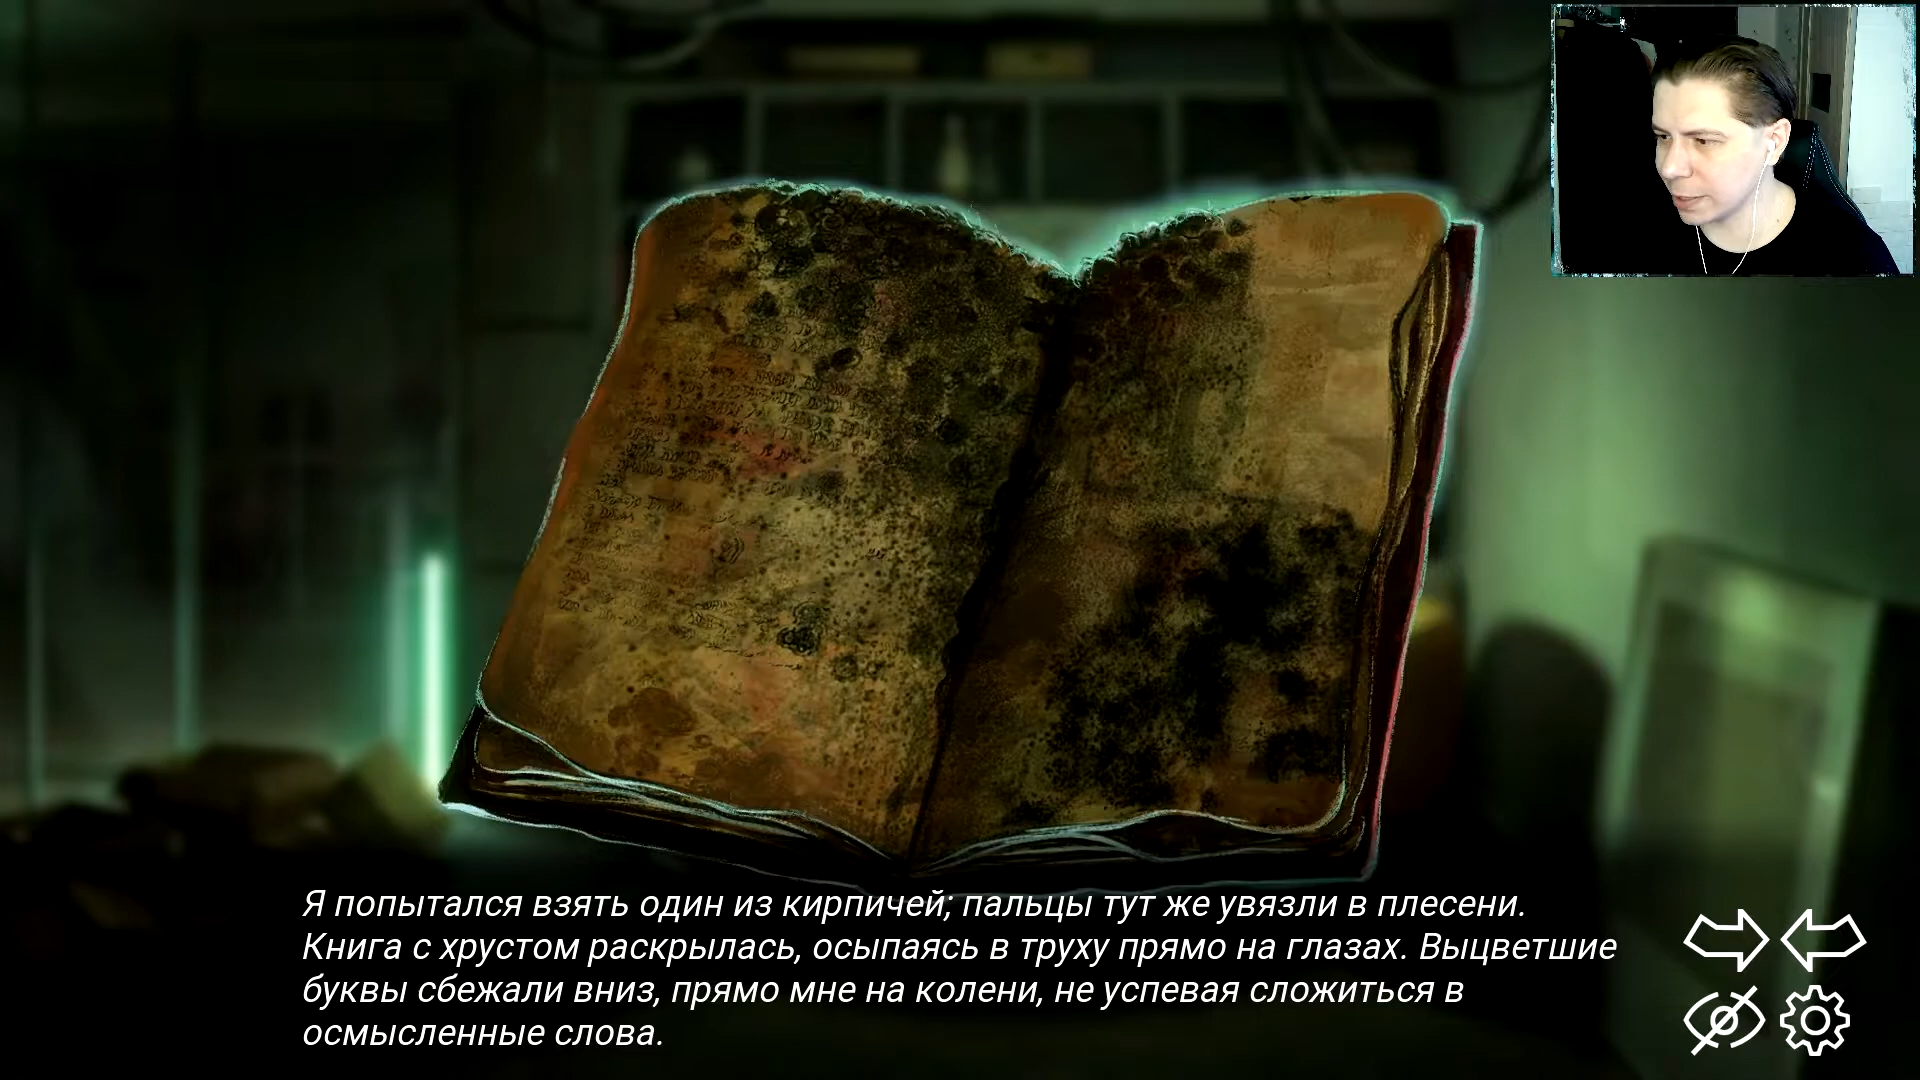 Я попытался взять один из кирпичей; пальцы тут же увязли в плесени.
Книга с хрустом раскрылась, осыпаясь в труху прямо на глазах. Выцветшие
буквы сбежали вниз, прямо мне на колени, не успевая сложиться в
осмысленные слова.